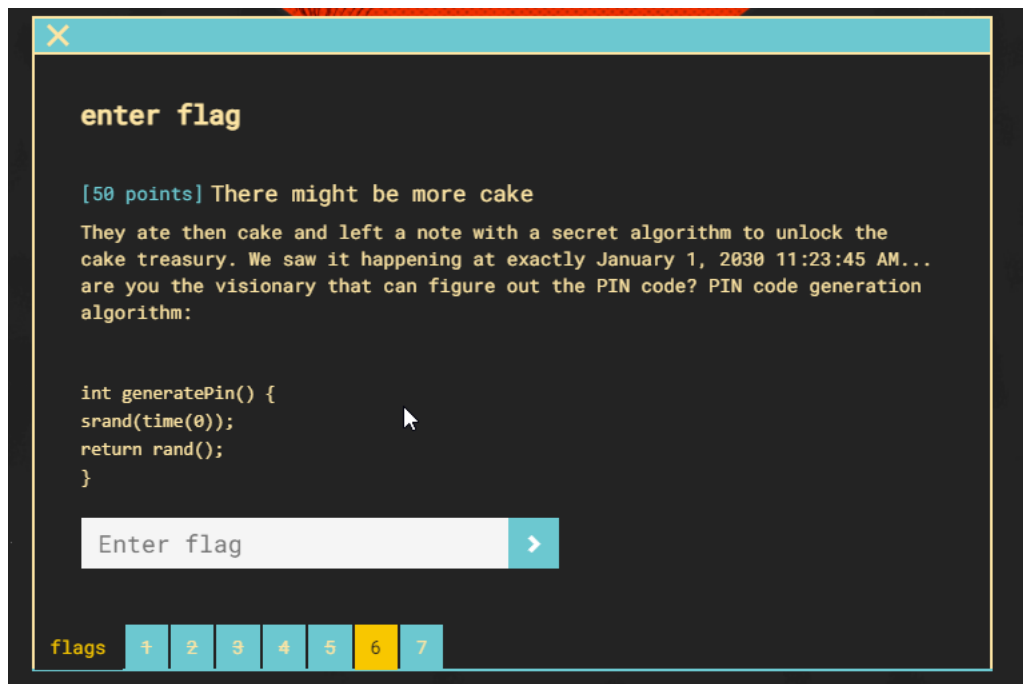 enter flag
[50 points] There might be more cake
They ate then cake and left a note with a secret algorithm to unlock the
cake treasury. We saw it happening at exactly January 1, 2030 11:23:45 AM...
are you the visionary that can figure out the PIN code? PIN code generation
algorithm:
int generatePin() {
srand(time(0));
return rand();
}
Enter flag
flags 1 2 3 4 5 6 7